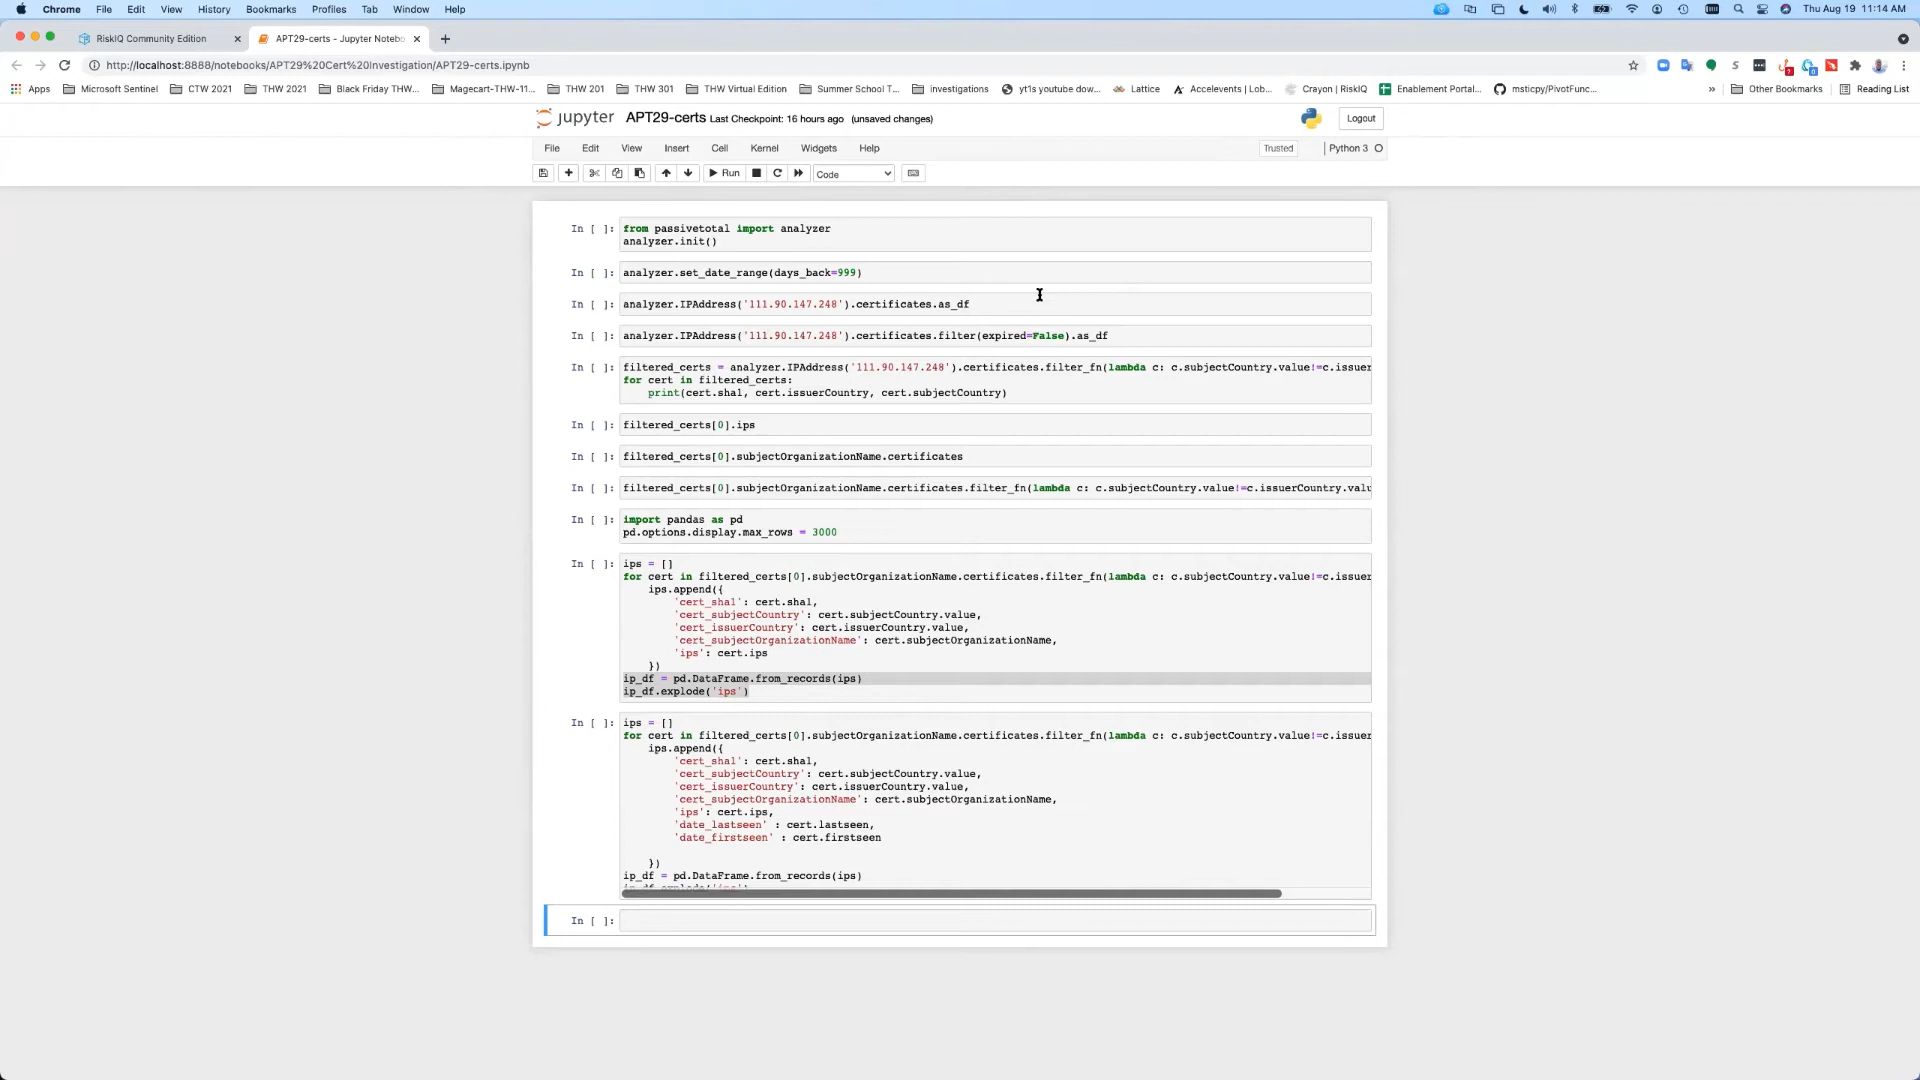 Chrome File Edit View History Bookmarks Profiles Tab Window Help Thu Aug 19 11:14 AM
RiskIQ Community Edition APT29-certs - Jupyter Notebo
http://localhost:8888/notebooks/APT29%20Cert%20Investigation/APT29-certs.ipynb
Apps Microsoft Sentinel CTW 2021 THW 2021 Black Friday THW... Magecart-THW-11... THW 201 THW 301 THW Virtual Edition Summer School T... investigations yt1s youtube dow... Lattice Accelevents | Lob... Crayon | RiskIQ Enablement Portal... msticpy/PivotFunc... » Other Bookmarks Reading List
jupyter APT29-certs Last Checkpoint: 16 hours ago (unsaved changes) Logout
File Edit View Insert Cell Kernel Widgets Help Trusted Python 3
Run Code
In [ ]: from passivetotal import analyzer
analyzer.init()
In [ ]: analyzer.set_date_range(days_back=999)
In [ ]: analyzer.IPAddress('111.90.147.248').certificates.as_df
In [ ]: analyzer.IPAddress('111.90.147.248').certificates.filter(expired=False).as_df
In [ ]: filtered_certs = analyzer.IPAddress('111.90.147.248').certificates.filter_fn(lambda c: c.subjectCountry.value!=c.issuer
for cert in filtered_certs:
print(cert.sha1, cert.issuerCountry, cert.subjectCountry)
In [ ]: filtered_certs[0].ips
In [ ]: filtered_certs[0].subjectOrganizationName.certificates
In [ ]: filtered_certs[0].subjectOrganizationName.certificates.filter_fn(lambda c: c.subjectCountry.value!=c.issuerCountry.valu
In [ ]: import pandas as pd
pd.options.display.max_rows = 3000
In [ ]: ips = []
for cert in filtered_certs[0].subjectOrganizationName.certificates.filter_fn(lambda c: c.subjectCountry.value!=c.issuer
ips.append({
'cert_sha1': cert.sha1,
'cert_subjectCountry': cert.subjectCountry.value,
'cert_issuerCountry': cert.issuerCountry.value,
'cert_subjectOrganizationName': cert.subjectOrganizationName,
'ips': cert.ips
})
ip_df = pd.DataFrame.from_records(ips)
ip_df.explode('ips')
In [ ]: ips = []
for cert in filtered_certs[0].subjectOrganizationName.certificates.filter_fn(lambda c: c.subjectCountry.value!=c.issuer
ips.append({
'cert_sha1': cert.sha1,
'cert_subjectCountry': cert.subjectCountry.value,
'cert_issuerCountry': cert.issuerCountry.value,
'cert_subjectOrganizationName': cert.subjectOrganizationName,
'ips': cert.ips,
'date_lastseen' : cert.lastseen,
'date_firstseen' : cert.firstseen
})
ip_df = pd.DataFrame.from_records(ips)
In [ ]: